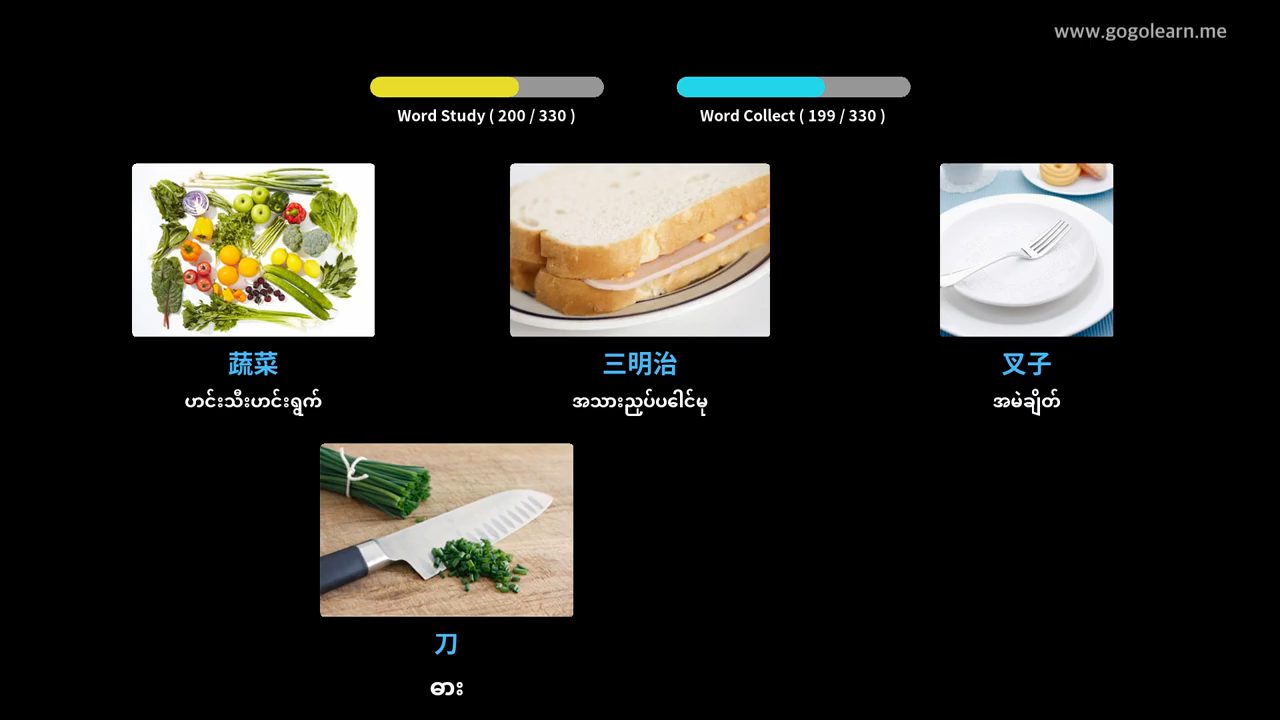 www.gogolearn.me
Word Study ( 200 / 330 )
Word Collect ( 199 / 330 )
蔬菜
ဟင်းသီးဟင်းရွက်
三明治
အသားညှပ်ပေါင်မု
叉子
အမဲချိတ်
刀
ဓား